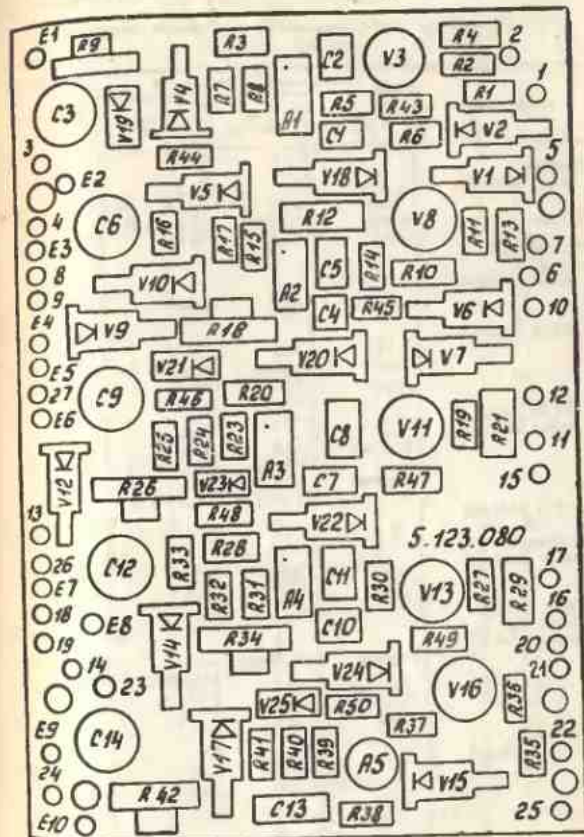 E1 R9 R3 C2 V3 R4 2
R2
C3 V19 V4 R7 R8 A1 R5 R43 R1 1
C1 R6 V2
3 R44
E2 V5 V18 V1 5
4 C6 R16 R17 R15 R12 V8 R11 R13
E3 7
8 V10 A2 C5 R14 R10 6
9 C4 R45 V6 10
E4 V9 R18
E5 V21 V20 V7
27 C9 R46 R20 12
E6 R25 R24 R23 A3 C8 V11 R19 R21 11
V12 R26 V23 C7 R47 15
13 R48 V22
R28 5.123.080
26 C12 R33 17
E7 R32 R31 A4 C11 R30 V13 R27 R29
18 16
E8 C10
19 V14 R34 R49 20
14 V24 21
23 V25 R50 V16 R36
C14 V17 R41 R40 R39 A5 R37 R35 22
E9
24 V15
E10 R42 C13 R38 25